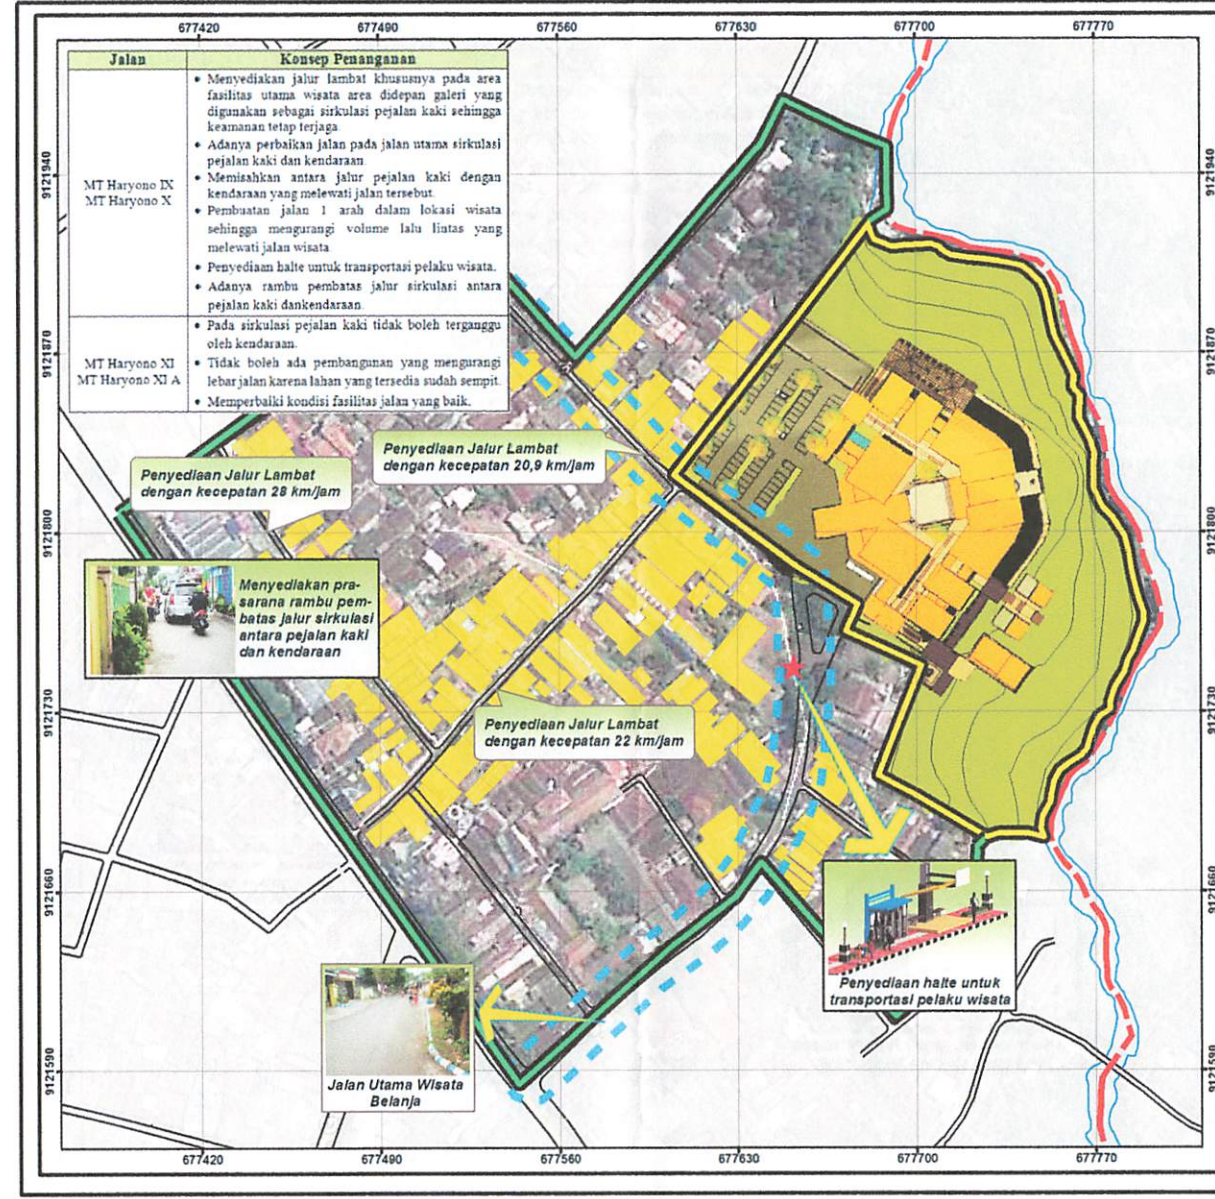 677420 677490 677560 677630 677700 677770
Jalan Konsep Penanganan
MT Haryono IX
MT Haryono X
• Menyediakan jalur lambat khususnya pada area
fasilitas utama wisata area didepan galeri yang
digunakan sebagai sirkulasi pejalan kaki sehingga
keamanan tetap terjaga.
• Adanya perbaikan jalan pada jalan utama sirkulasi
pejalan kaki dan kendaraan.
• Memisahkan antara jalur pejalan kaki dengan
kendaraan yang melewati jalan tersebut.
• Pembuatan jalan 1 arah dalam lokasi wisata
sehingga mengurangi volume lalu lintas yang
melewati jalan wisata.
• Penyediaan halte untuk transportasi pelaku wisata.
• Adanya rambu pembatas jalur sirkulasi antara
pejalan kaki dankendaraan.
MT Haryono XI
MT Haryono XI A
• Pada sirkulasi pejalan kaki tidak boleh terganggu
oleh kendaraan.
• Tidak boleh ada pembangunan yang mengurangi
lebar jalan karena lahan yang tersedia sudah sempit.
• Memperbaiki kondisi fasilitas jalan yang baik.
9121940
9121870
9121800
9121730
9121660
9121590
9121940
9121870
9121800
9121730
9121660
9121590
Penyediaan Jalur Lambat
dengan kecepatan 20,9 km/jam
Penyediaan Jalur Lambat
dengan kecepatan 28 km/jam
Menyediakan pra-
sarana rambu pem-
batas jalur sirkulasi
antara pejalan kaki
dan kendaraan
Penyediaan Jalur Lambat
dengan kecepatan 22 km/jam
Penyediaan halte untuk
transportasi pelaku wisata
Jalan Utama Wisata
Belanja
677420 677490 677560 677630 677700 677770